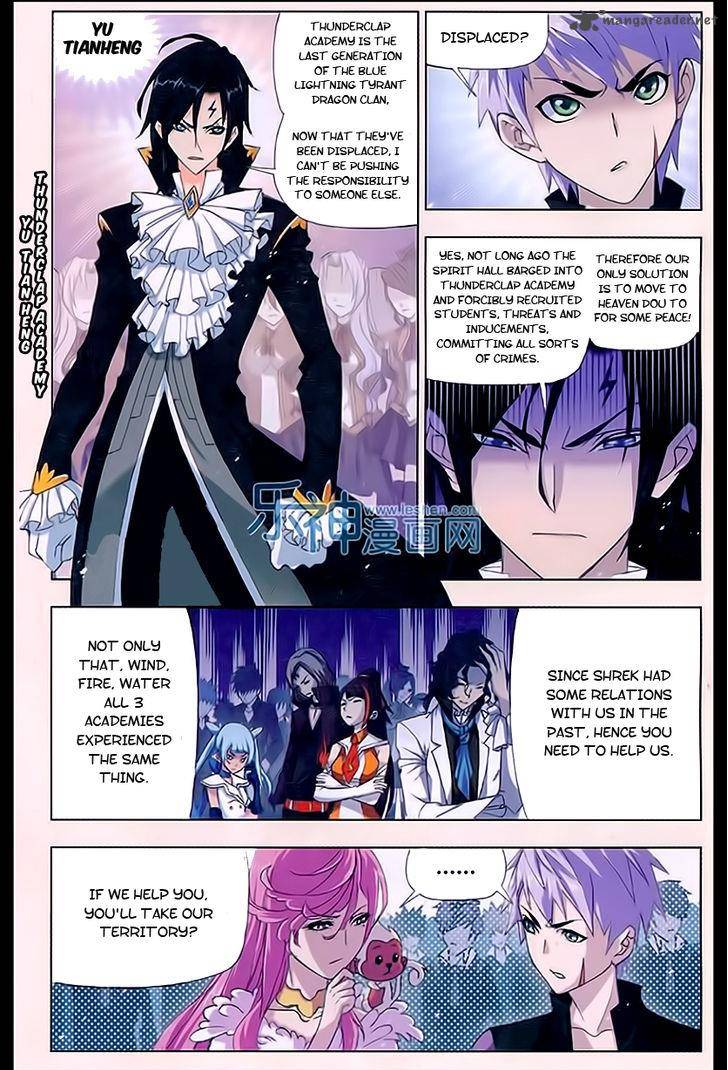 mangareader.net
YU
TIANHENG
THUNDERCLAP
ACADEMY IS THE
LAST GENERATION
OF THE BLUE
LIGHTNING TYRANT
DRAGON CLAN,
NOW THAT THEY'VE
BEEN DISPLACED, I
CAN'T BE PUSHING
THE RESPONSIBILITY
TO SOMEONE ELSE.
DISPLACED?
THUNDERCLAP ACADEMY
YU TIANHENG
YES, NOT LONG AGO THE
SPIRIT HALL BARGED INTO
THUNDERCLAP ACADEMY
AND FORCIBLY RECRUITED
STUDENTS, THREATS AND
INDUCEMENTS,
COMMITTING ALL SORTS
OF CRIMES.
THEREFORE OUR
ONLY SOLUTION
IS TO MOVE TO
HEAVEN DOU TO
FOR SOME PEACE!
乐神漫画网
www.leshen.com
NOT ONLY
THAT, WIND,
FIRE, WATER
ALL 3
ACADEMIES
EXPERIENCED
THE SAME
THING.
SINCE SHREK HAD
SOME RELATIONS
WITH US IN THE
PAST, HENCE YOU
NEED TO HELP US.
IF WE HELP YOU,
YOU'LL TAKE OUR
TERRITORY?
......